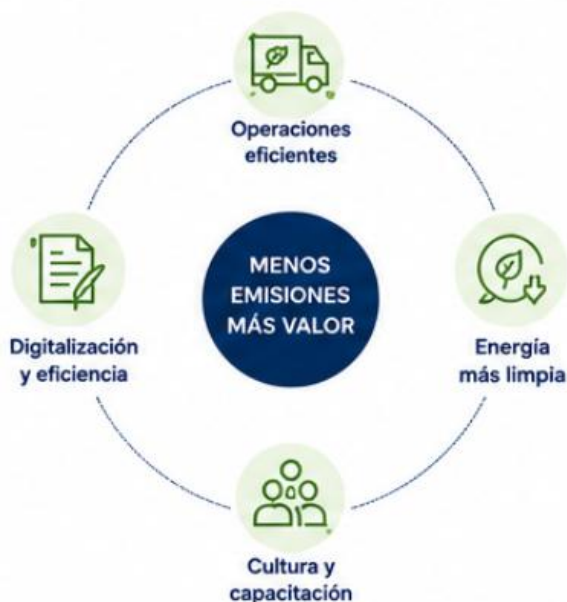 Operaciones
eficientes
MENOS
EMISIONES
MÁS VALOR
Digitalización
y eficiencia
Energía
más limpia
Cultura y
capacitación